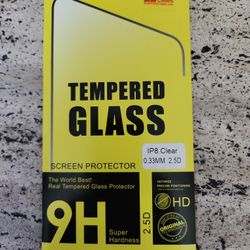 TEMPERED
GLASS
IP8 Clear
0.33MM 2.5D
SCREEN PROTECTOR
The World Best!
Real Tempered Glass Protector
9H
Super
Hardness
2.5D
HD
ORIGINAL